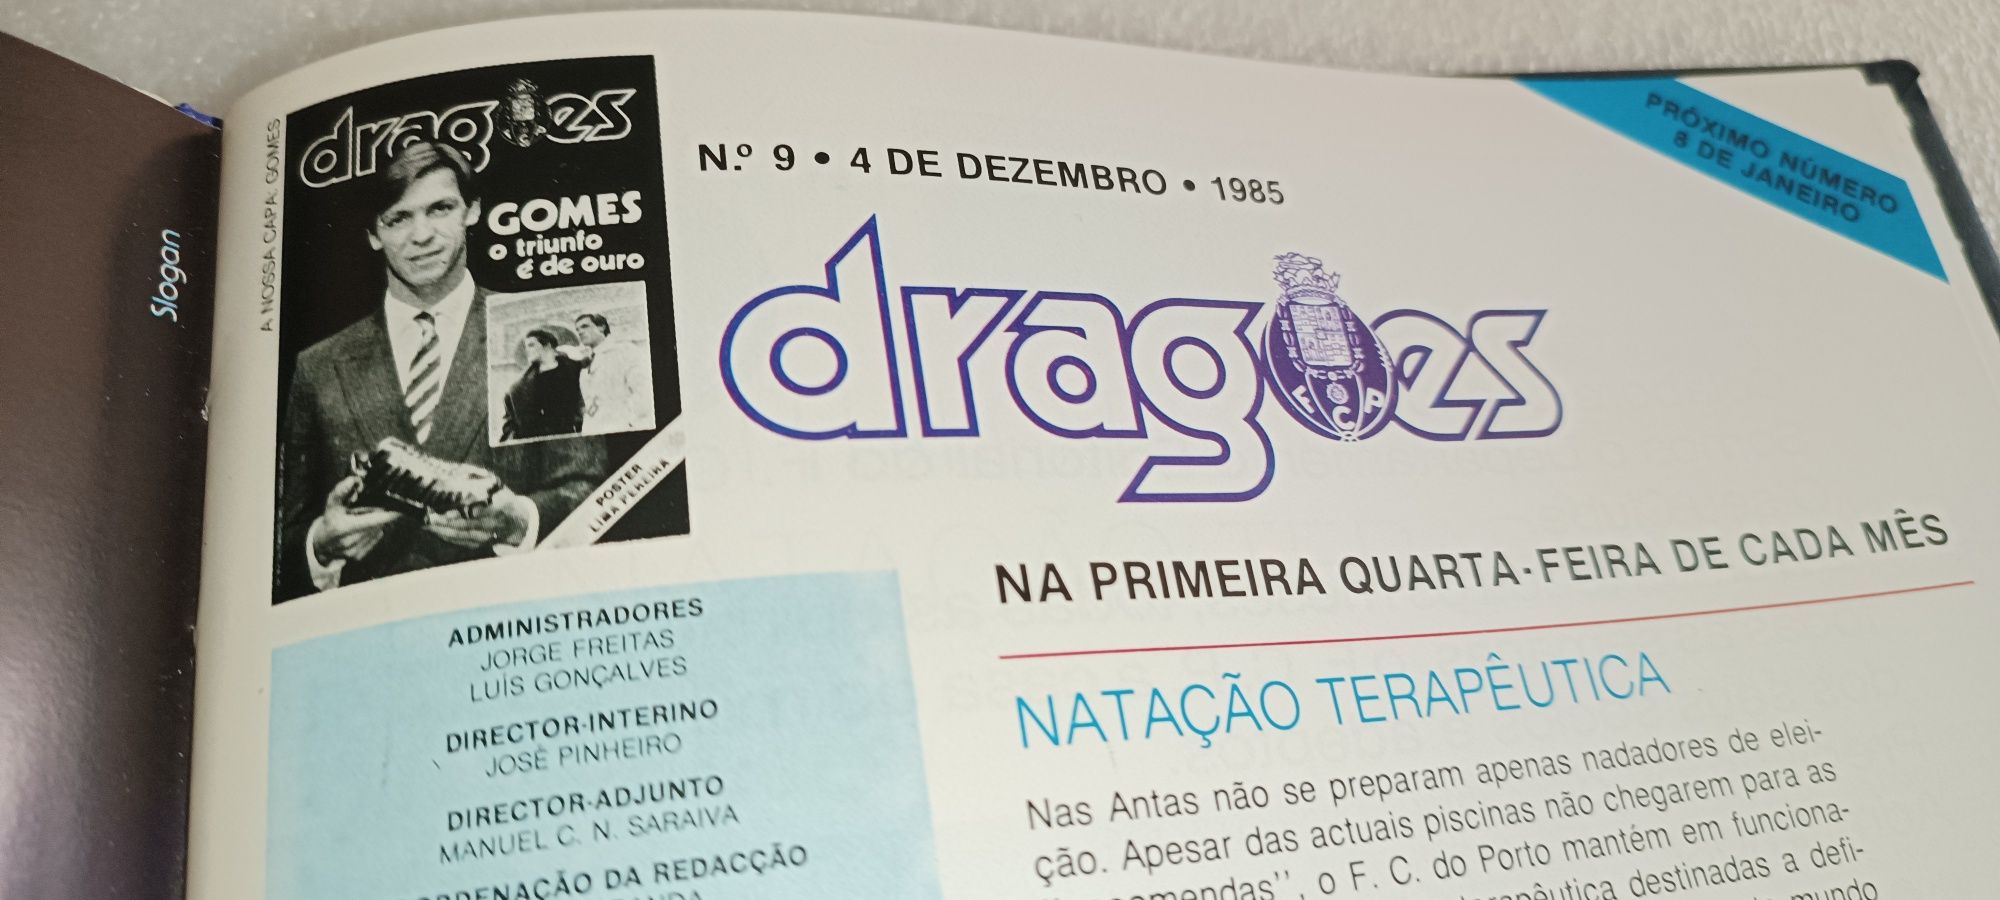 Slogan
A NOSSA CAPA: GOMES
dragões
GOMES
o triunfo
é de ouro
POSTER
LIMA PEREIRA
N.º 9 • 4 DE DEZEMBRO • 1985
PRÓXIMO NÚMERO
8 DE JANEIRO
dragões
F C P
NA PRIMEIRA QUARTA-FEIRA DE CADA MÊS
ADMINISTRADORES
JORGE FREITAS
LUÍS GONÇALVES
DIRECTOR-INTERINO
JOSÉ PINHEIRO
DIRECTOR-ADJUNTO
MANUEL C. N. SARAIVA
DA REDACÇÃO
NATAÇÃO TERAPÊUTICA
Nas Antas não se preparam apenas nadadores de elei-
ção. Apesar das actuais piscinas não chegarem para as
", o F. C. do Porto mantém em funciona-
destinadas a defi-
mundo